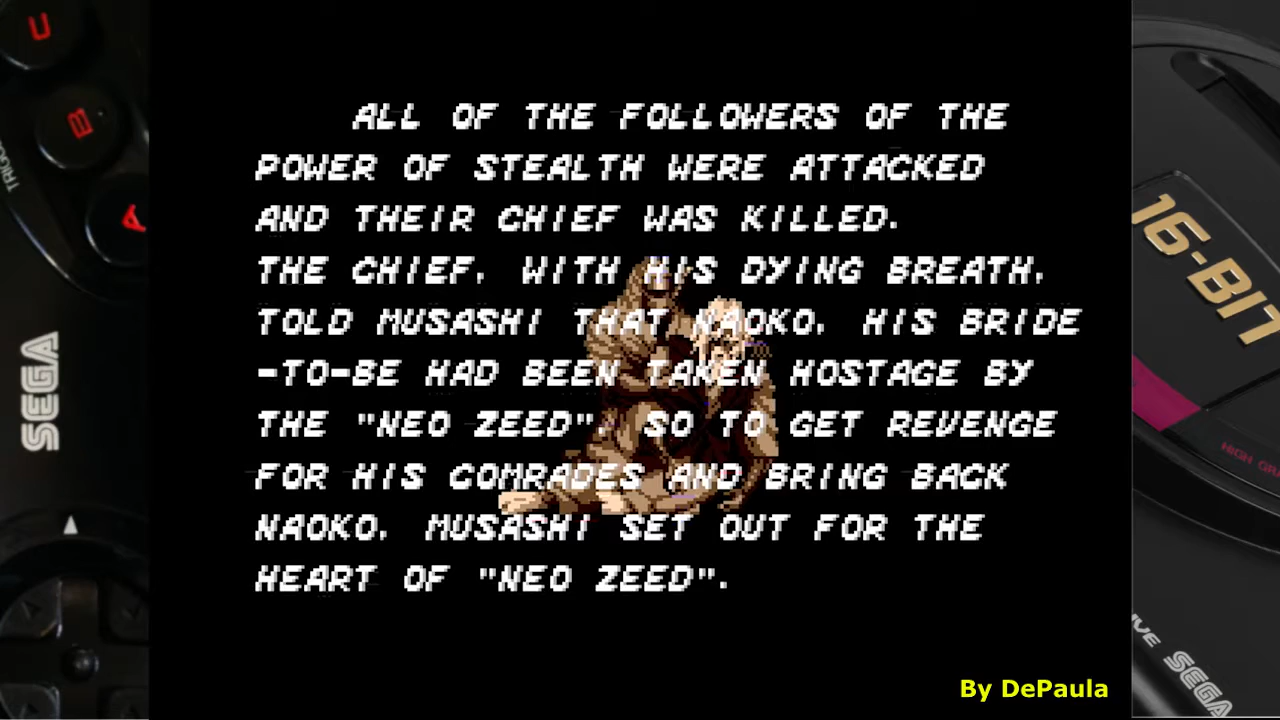 ALL OF THE FOLLOWERS OF THE
POWER OF STEALTH WERE ATTACKED
AND THEIR CHIEF WAS KILLED.
THE CHIEF, WITH HIS DYING BREATH,
TOLD MUSASHI THAT NAOKO, HIS BRIDE
-TO-BE HAD BEEN TAKEN HOSTAGE BY
THE "NEO ZEED". SO TO GET REVENGE
FOR HIS COMRADES AND BRING BACK
NAOKO, MUSASHI SET OUT FOR THE
HEART OF "NEO ZEED".
By DePaula
C
B
A
SEGA
16-BIT
SEGA